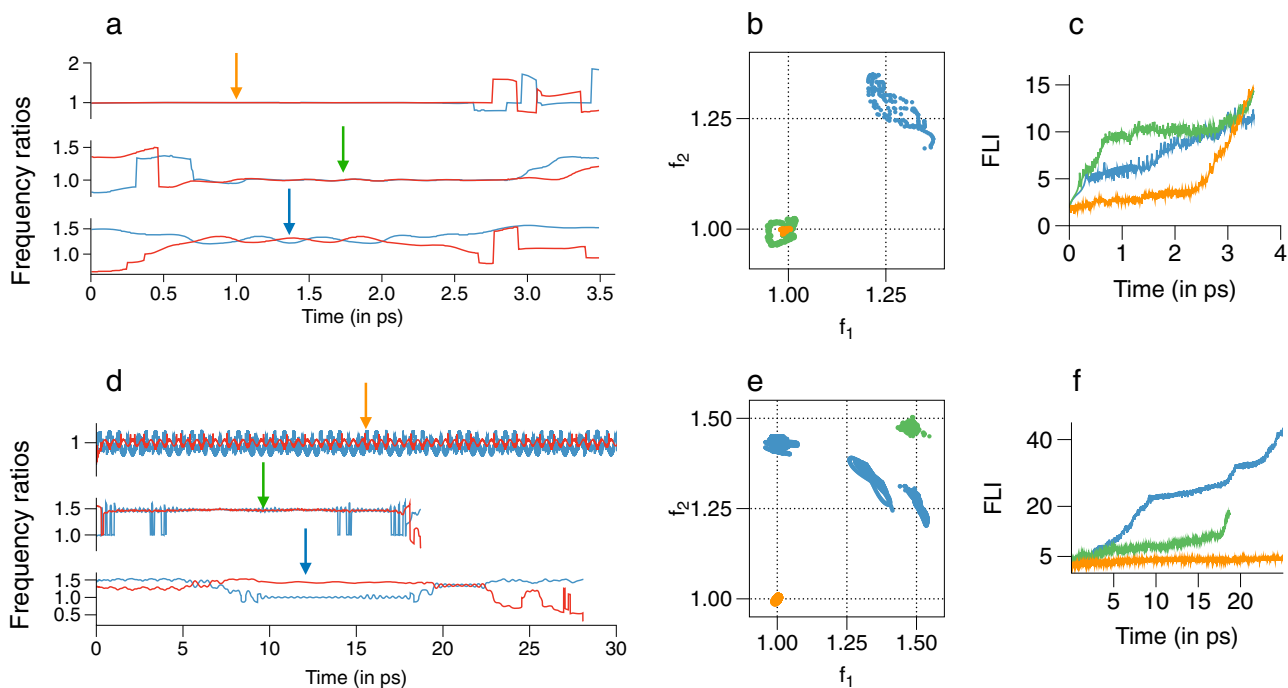 a
Frequency ratios
2
1
1.5
1.0
1.5
1.0
0 0.5 1.0 1.5 2.0 2.5 3.0 3.5
Time (in ps)
b
f2
1.25
1.00
1.00 1.25
f1
c
FLI
15
10
5
0
0 1 2 3 4
Time (in ps)
d
Frequency ratios
1
1.5
1.0
1.5
1.0
0.5
0 5 10 15 20 25 30
Time (in ps)
e
f2
1.50
1.25
1.00
1.00 1.25 1.50
f1
f
FLI
40
20
5
5 10 20
Time (in ps)